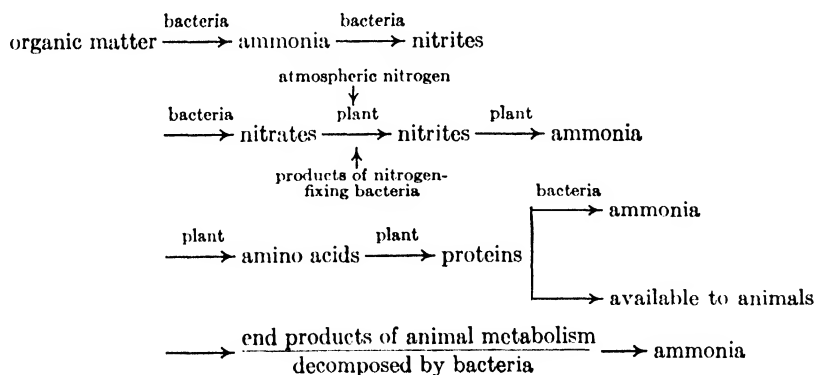 bacteria bacteria
organic matter → ammonia → nitrites
atmospheric nitrogen
↓
bacteria plant plant
→ nitrates → nitrites → ammonia
↑
products of nitrogen-
fixing bacteria
bacteria
→ ammonia
plant plant
→ amino acids → proteins
→ available to animals
→ end products of animal metabolism → ammonia
decomposed by bacteria